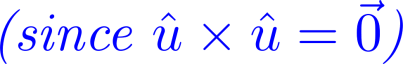 (since û × û = 0⃗)